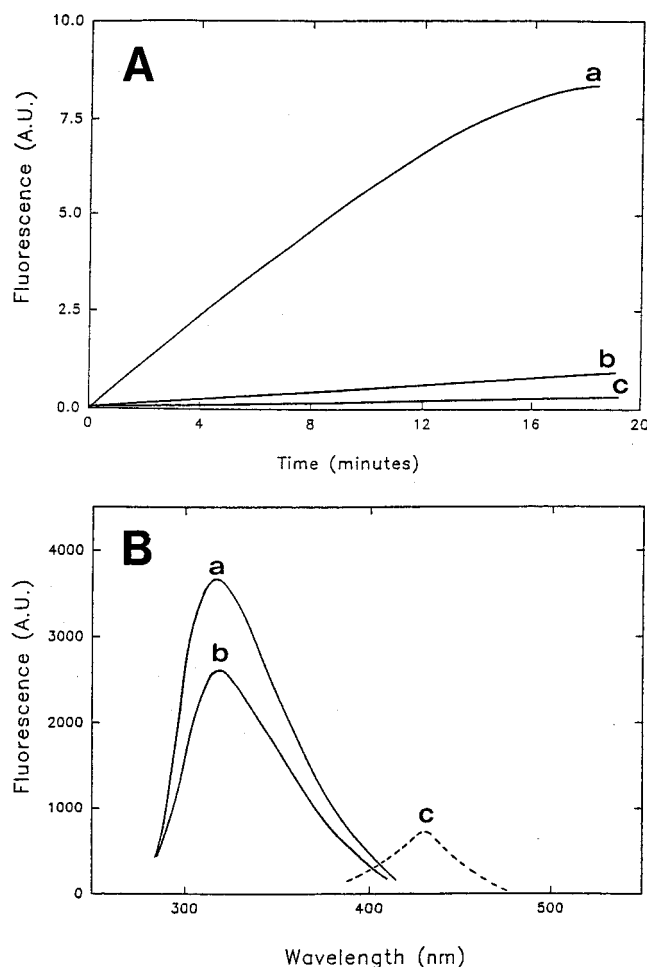 10.0
A
a
7.5
Fluorescence (A.U.)
5.0
2.5
b
c
0.0
0 4 8 12 16 20
Time (minutes)
B
4000
a
3000
b
Fluorescence (A.U.)
2000
1000
c
0
300 400 500
Wavelength (nm)